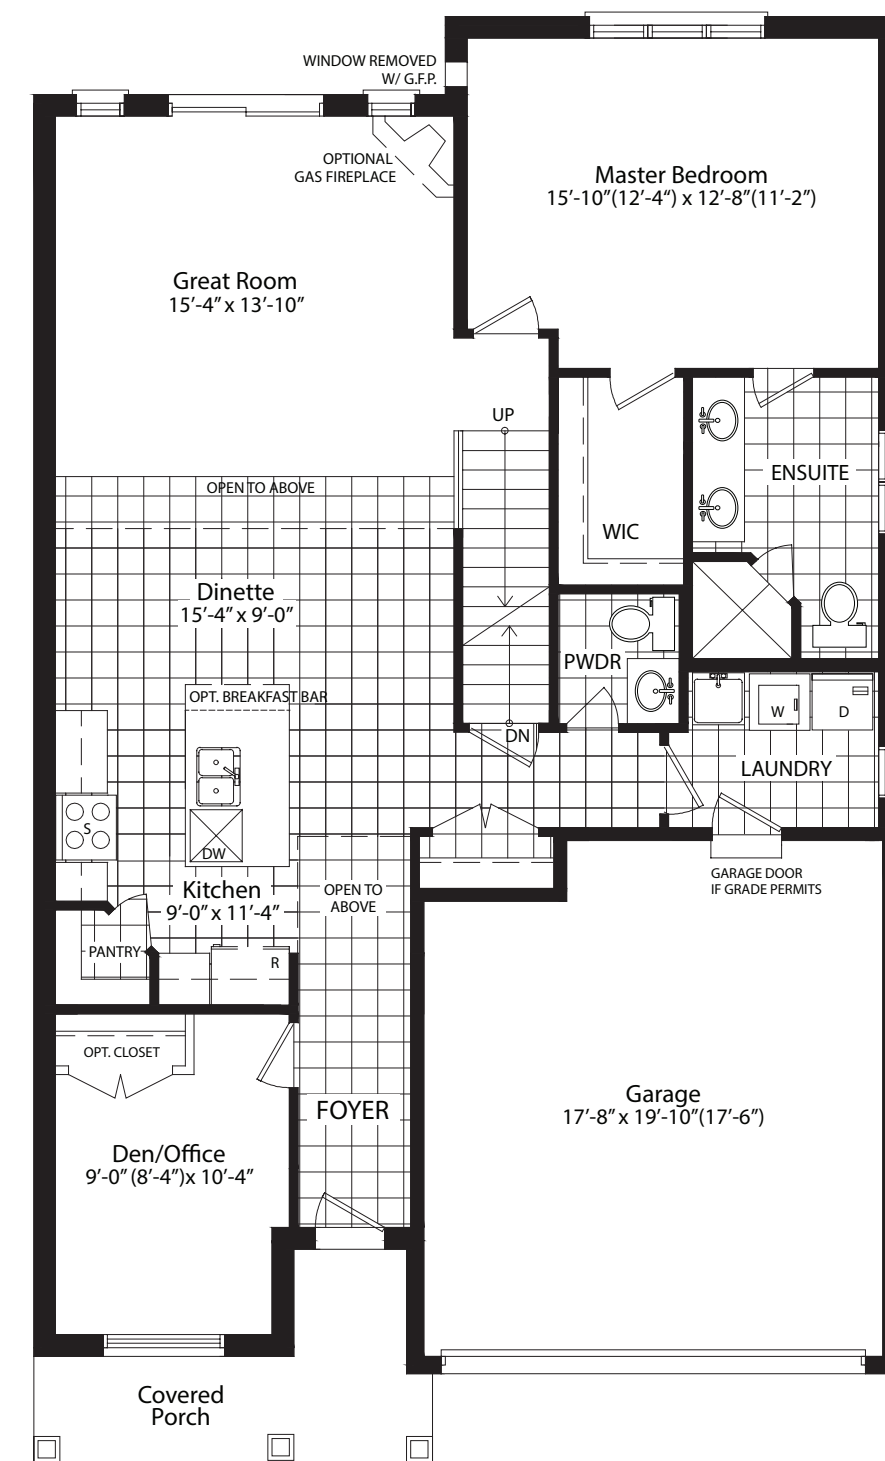 WINDOW REMOVED
W/ G.F.P.
OPTIONAL
GAS FIREPLACE
Master Bedroom
15'-10"(12'-4") x 12'-8"(11'-2")
Great Room
15'-4" x 13'-10"
UP
OPEN TO ABOVE
ENSUITE
WIC
Dinette
15'-4" x 9'-0"
PWDR
OPT. BREAKFAST BAR
W
D
DN
LAUNDRY
S
DW
Kitchen
9'-0" x 11'-4"
OPEN TO
ABOVE
GARAGE DOOR
IF GRADE PERMITS
PANTRY
R
OPT. CLOSET
FOYER
Garage
17'-8" x 19'-10"(17'-6")
Den/Office
9'-0" (8'-4")x 10'-4"
Covered
Porch